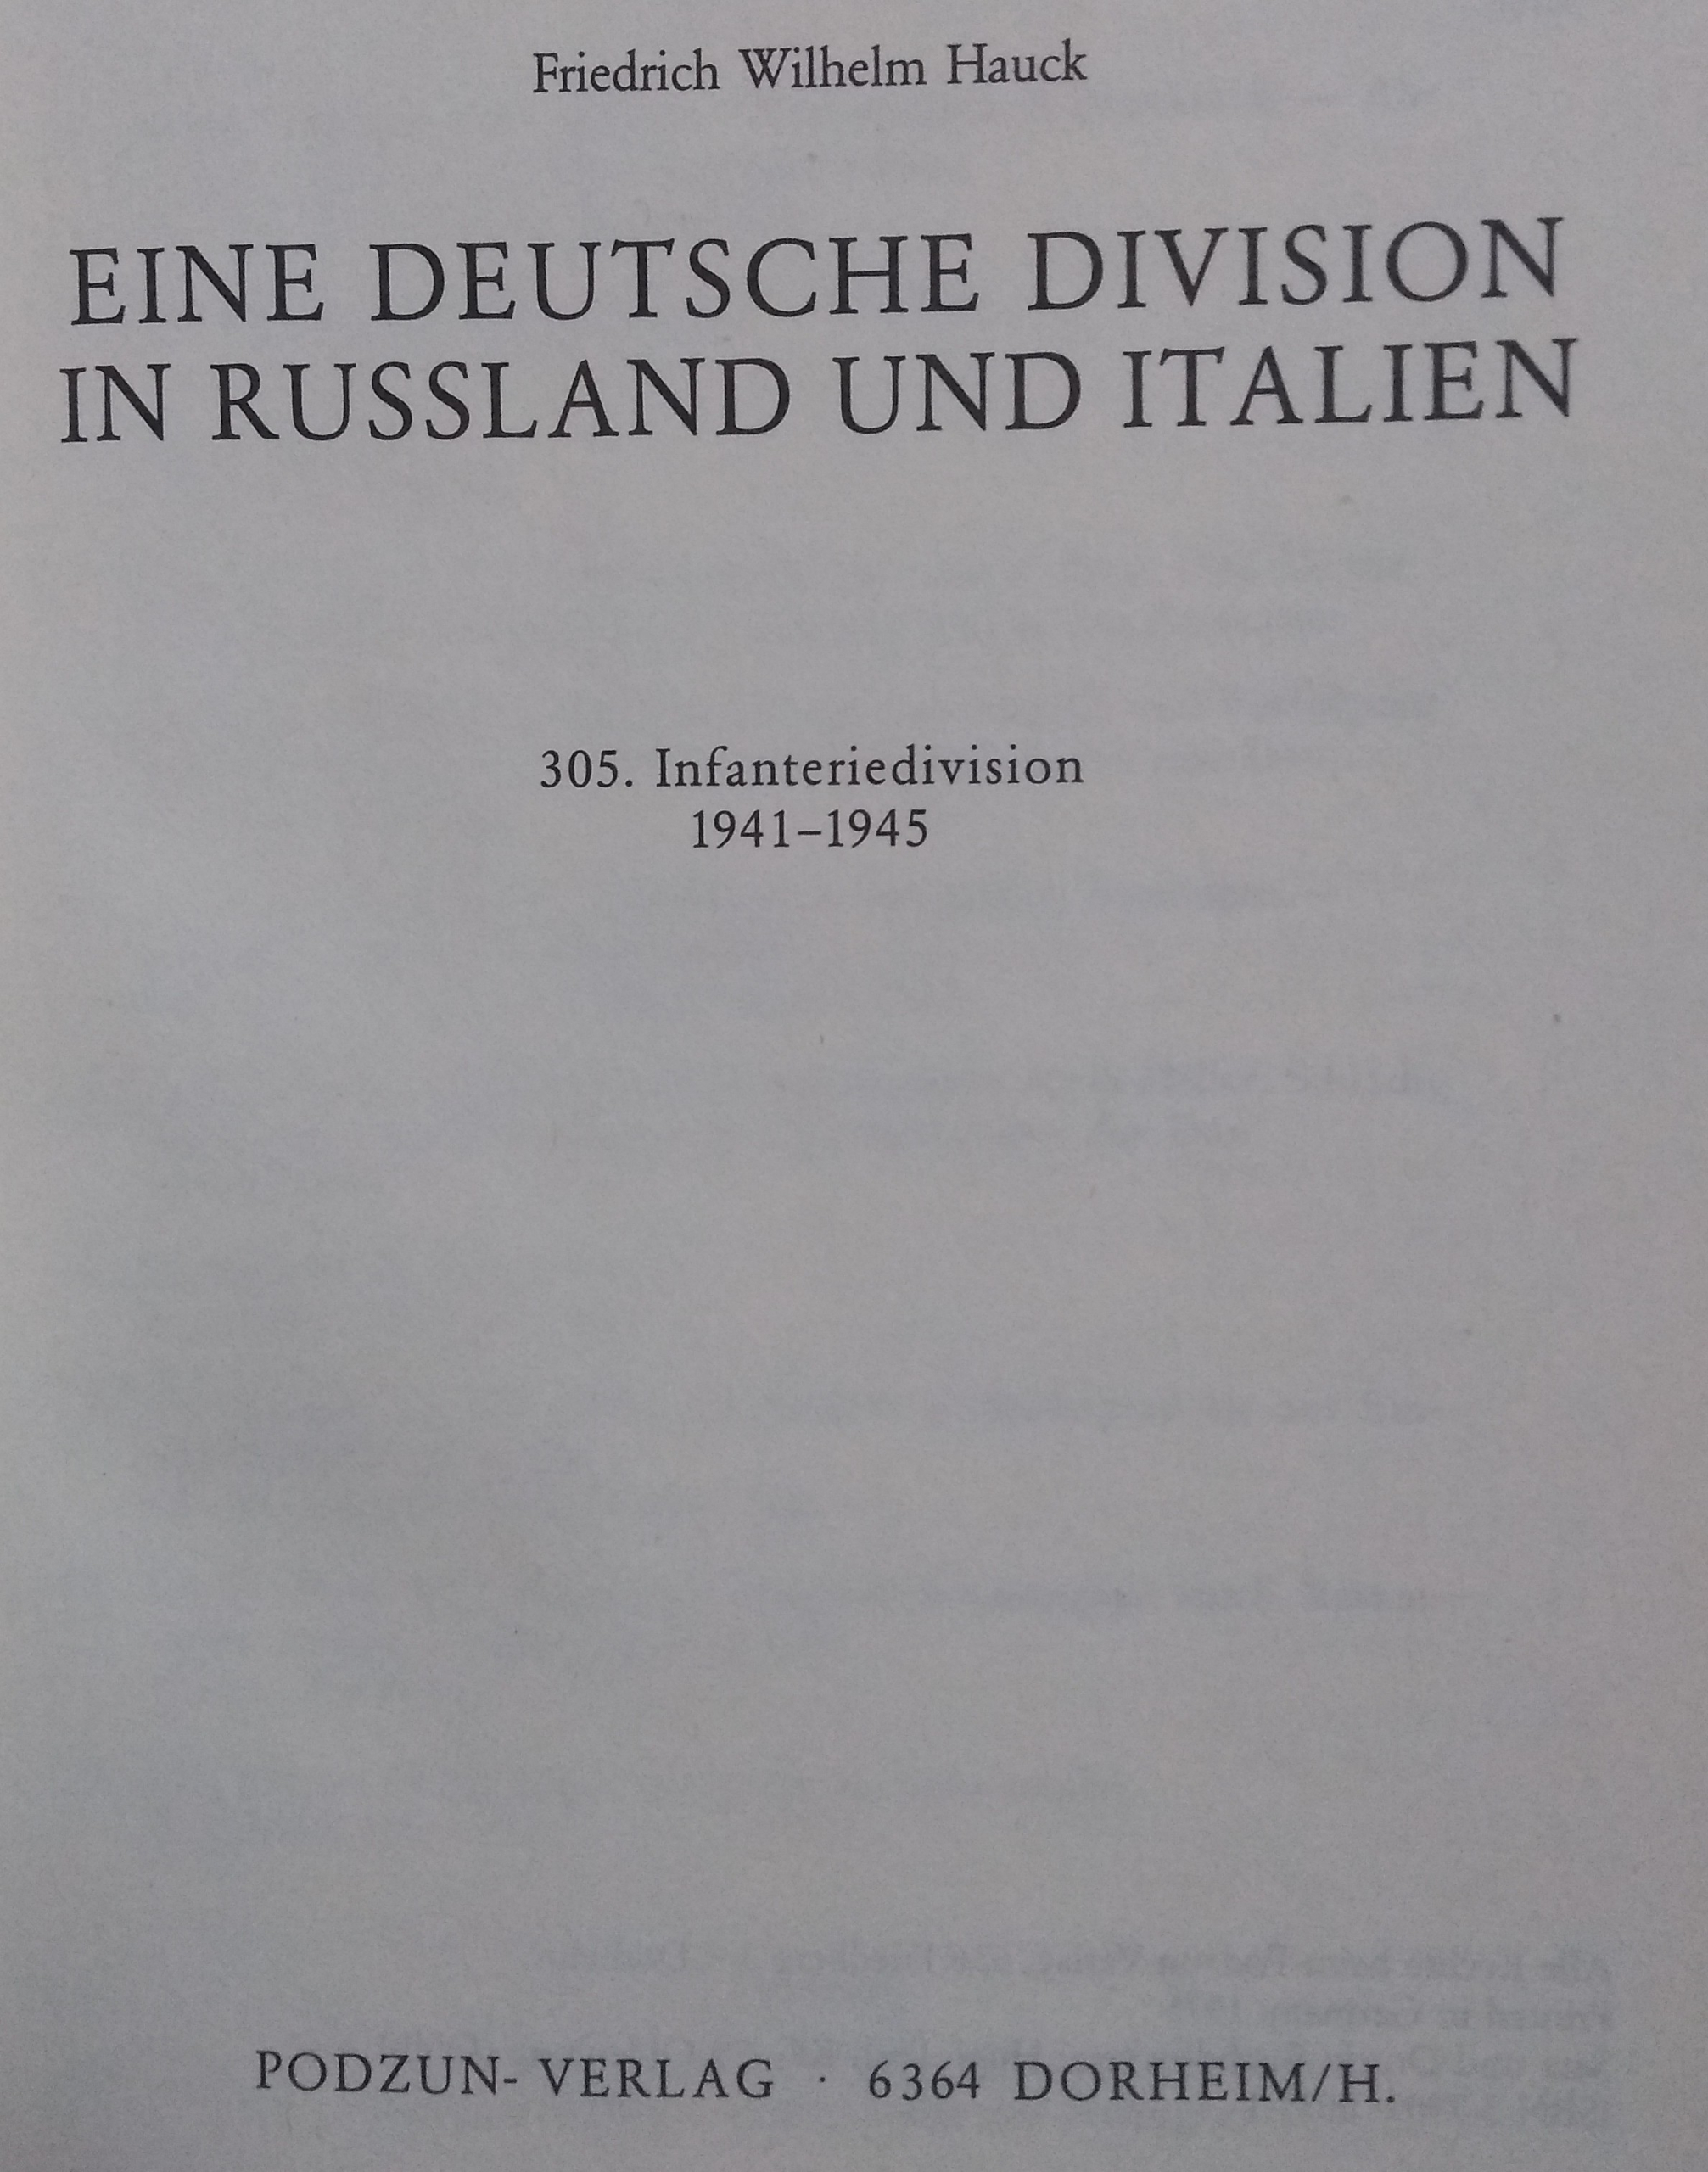 Friedrich Wilhelm Hauck
EINE DEUTSCHE DIVISION
IN RUSSLAND UND ITALIEN
305. Infanteriedivision
1941–1945
PODZUN- VERLAG · 6364 DORHEIM/H.